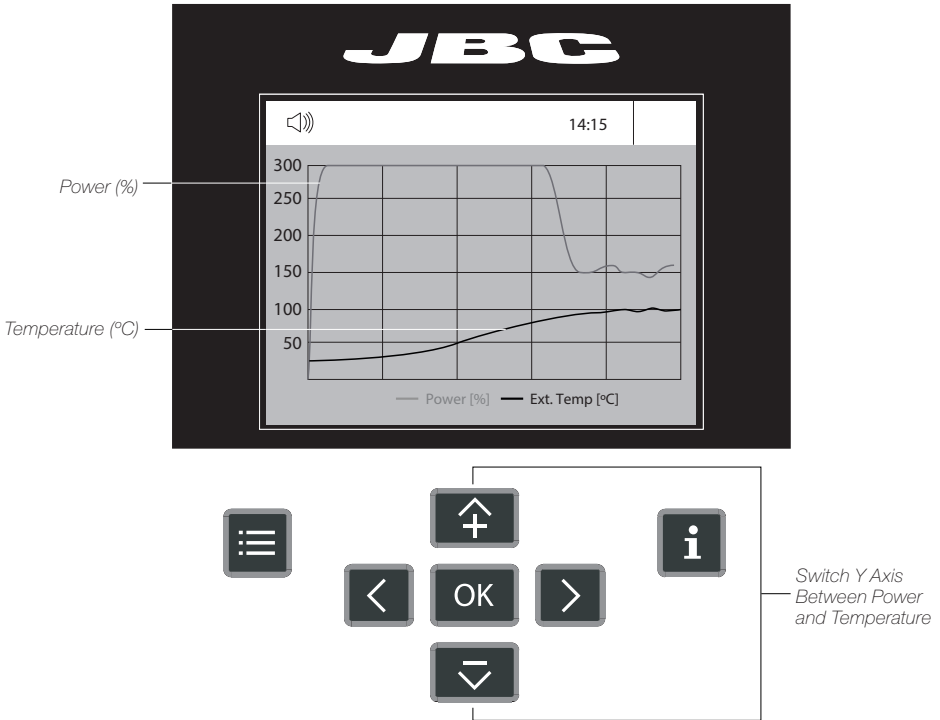 JBC
14:15
300
250
200
150
100
50
Power (%)
Temperature (ºC)
Power [%] Ext. Temp [ºC]
OK
i
Switch Y Axis
Between Power
and Temperature